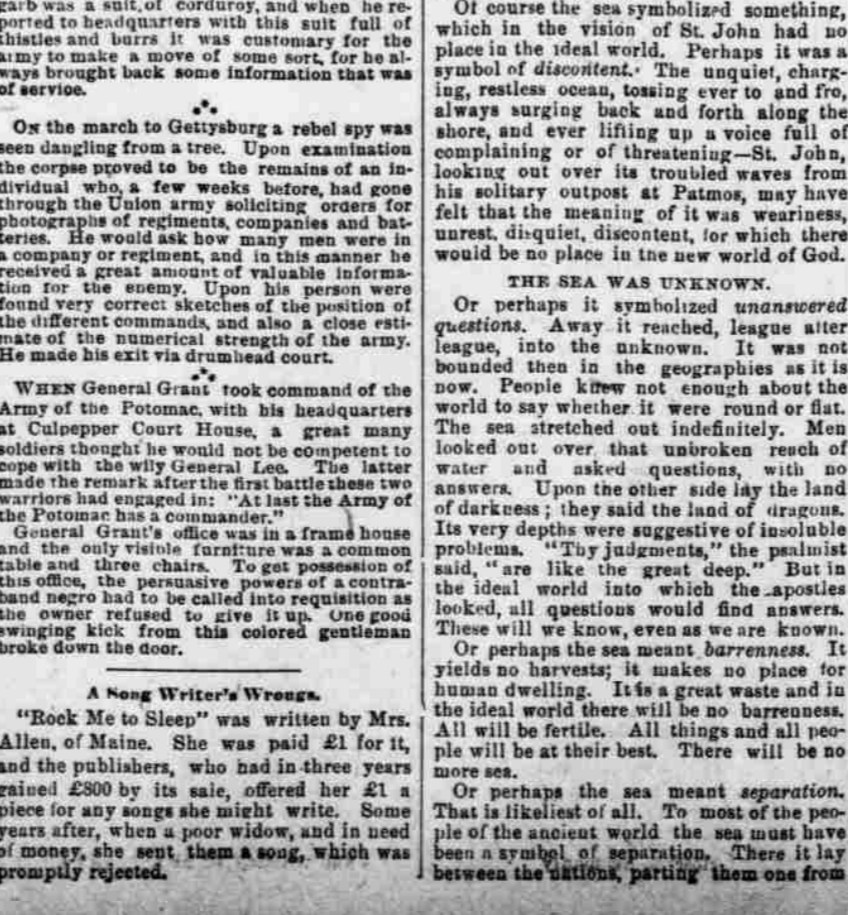 garb was a suit of corduroy, and when he re-
ported to headquarters with this suit full of
thistles and burrs it was customary for the
army to make a move of some sort, for he al-
ways brought back some information that was
of service.
ON the march to Gettysburg a rebel spy was
seen dangling from a tree. Upon examination
the corpse proved to be the remains of an in-
dividual who, a few weeks before, had gone
through the Union army soliciting orders for
photographs of regiments, companies and bat-
teries. He would ask how many men were in
a company or regiment, and in this manner he
received a great amount of valuable informa-
tion for the enemy. Upon his person were
found very correct sketches of the position of
the different commands, and also a close esti-
mate of the numerical strength of the army.
He made his exit via drumhead court.
WHEN General Grant took command of the
Army of the Potomac, with his headquarters
at Culpepper Court House, a great many
soldiers thought he would not be competent to
cope with the wily General Lee. The latter
made the remark after the first battle these two
warriors had engaged in: "At last the Army of
the Potomac has a commander."
General Grant's office was in a frame house
and the only visible furniture was a common
table and three chairs. To get possession of
this office, the persuasive powers of a contra-
band negro had to be called into requisition as
the owner refused to give it up. One good
swinging kick from this colored gentleman
broke down the door.
A Song Writer's Wrongs.
"Rock Me to Sleep" was written by Mrs.
Allen, of Maine. She was paid £1 for it,
and the publishers, who had in three years
gained £800 by its sale, offered her £1 a
piece for any songs she might write. Some
years after, when a poor widow, and in need
of money, she sent them a song, which was
promptly rejected.
Of course the sea symbolized something,
which in the vision of St. John had no
place in the ideal world. Perhaps it was a
symbol of discontent. The unquiet, charg-
ing, restless ocean, tossing ever to and fro,
always surging back and forth along the
shore, and ever lifting up a voice full of
complaining or of threatening—St. John,
looking out over its troubled waves from
his solitary outpost at Patmos, may have
felt that the meaning of it was weariness,
unrest, disquiet, discontent, for which there
would be no place in the new world of God.
THE SEA WAS UNKNOWN.
Or perhaps it symbolized unanswered
questions. Away it reached, league after
league, into the unknown. It was not
bounded then in the geographies as it is
now. People knew not enough about the
world to say whether it were round or flat.
The sea stretched out indefinitely. Men
looked out over that unbroken reach of
water and asked questions, with no
answers. Upon the other side lay the land
of darkness; they said the land of dragons.
Its very depths were suggestive of insoluble
problems. "Thy judgments," the psalmist
said, "are like the great deep." But in
the ideal world into which the apostles
looked, all questions would find answers.
These will we know, even as we are known.
Or perhaps the sea meant barrenness. It
yields no harvests; it makes no place for
human dwelling. It is a great waste and in
the ideal world there will be no barrenness.
All will be fertile. All things and all peo-
ple will be at their best. There will be no
more sea.
Or perhaps the sea meant separation.
That is likeliest of all. To most of the peo-
ple of the ancient world the sea must have
been a symbol of separation. There it lay
between the nations, parting them one from